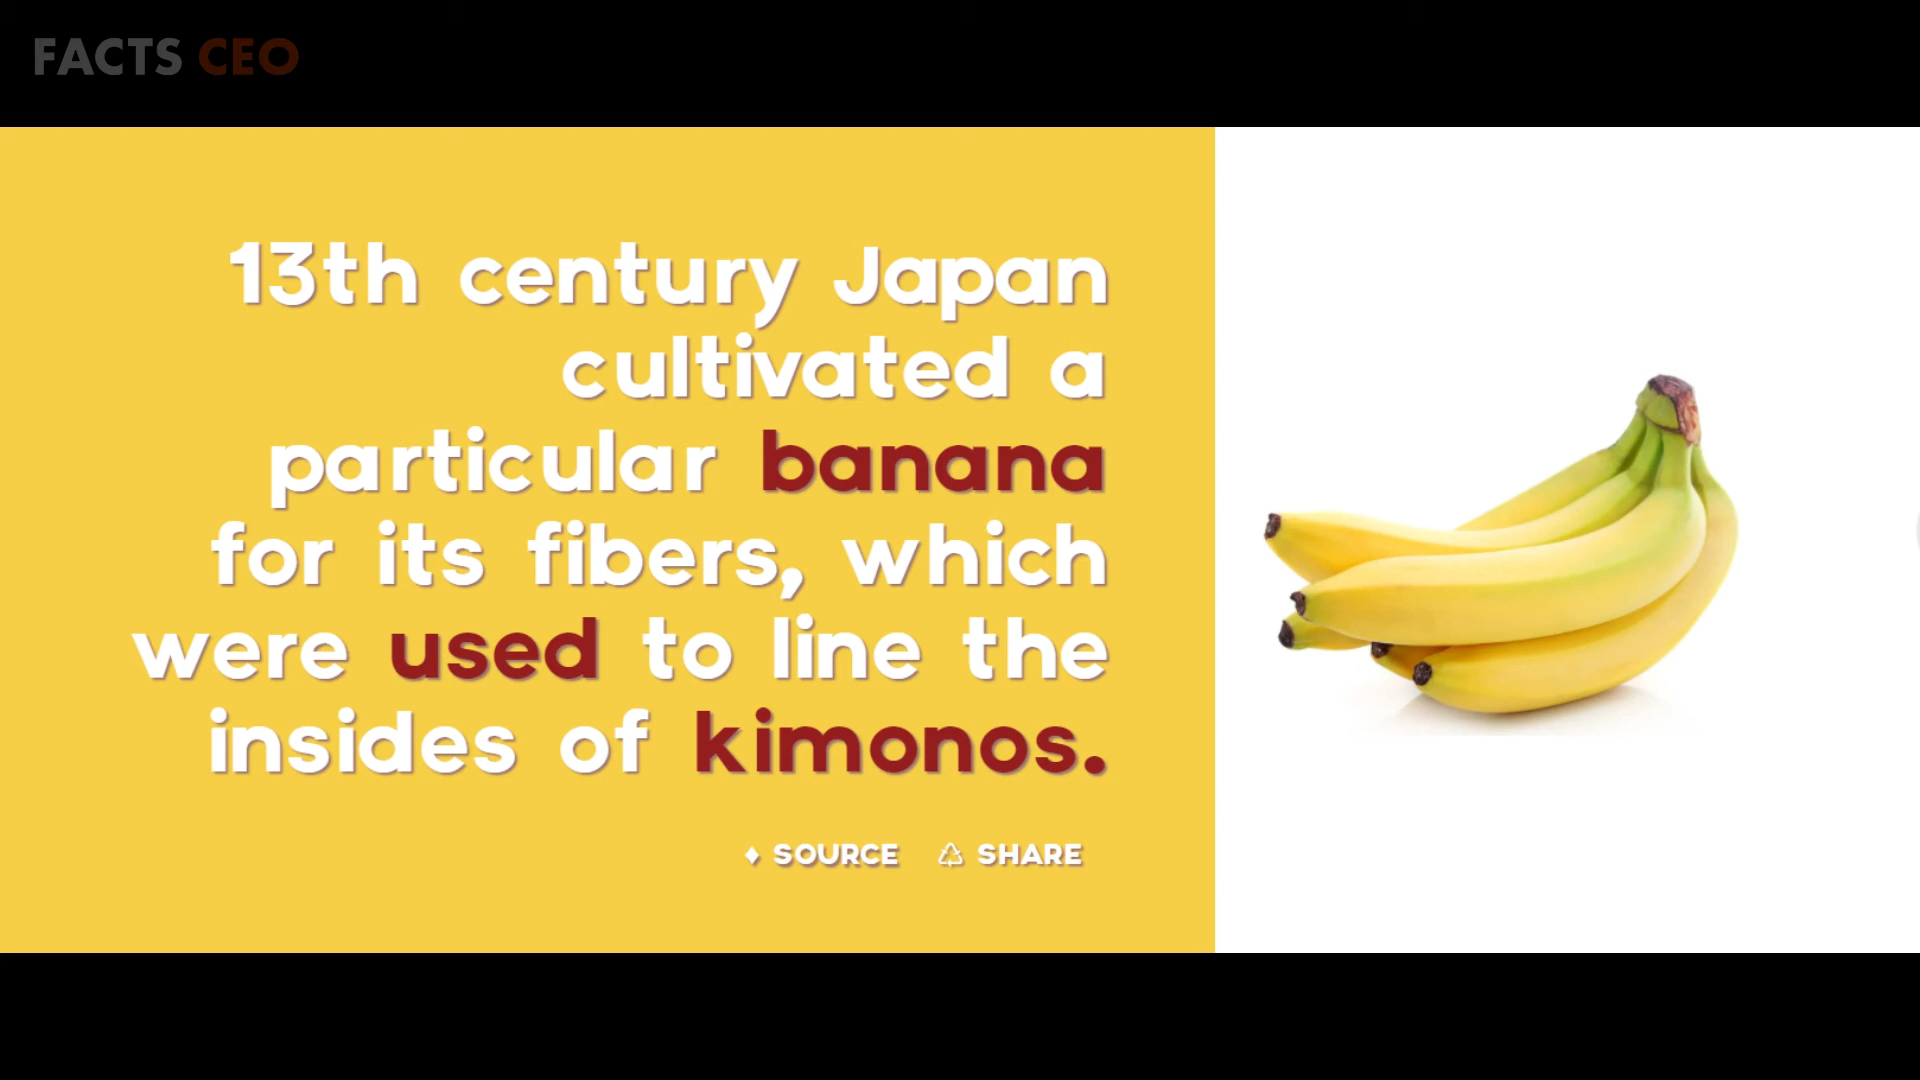 FACTS CEO
13th century Japan
cultivated a
particular banana
for its fibers, which
were used to line the
insides of kimonos.
SOURCE SHARE